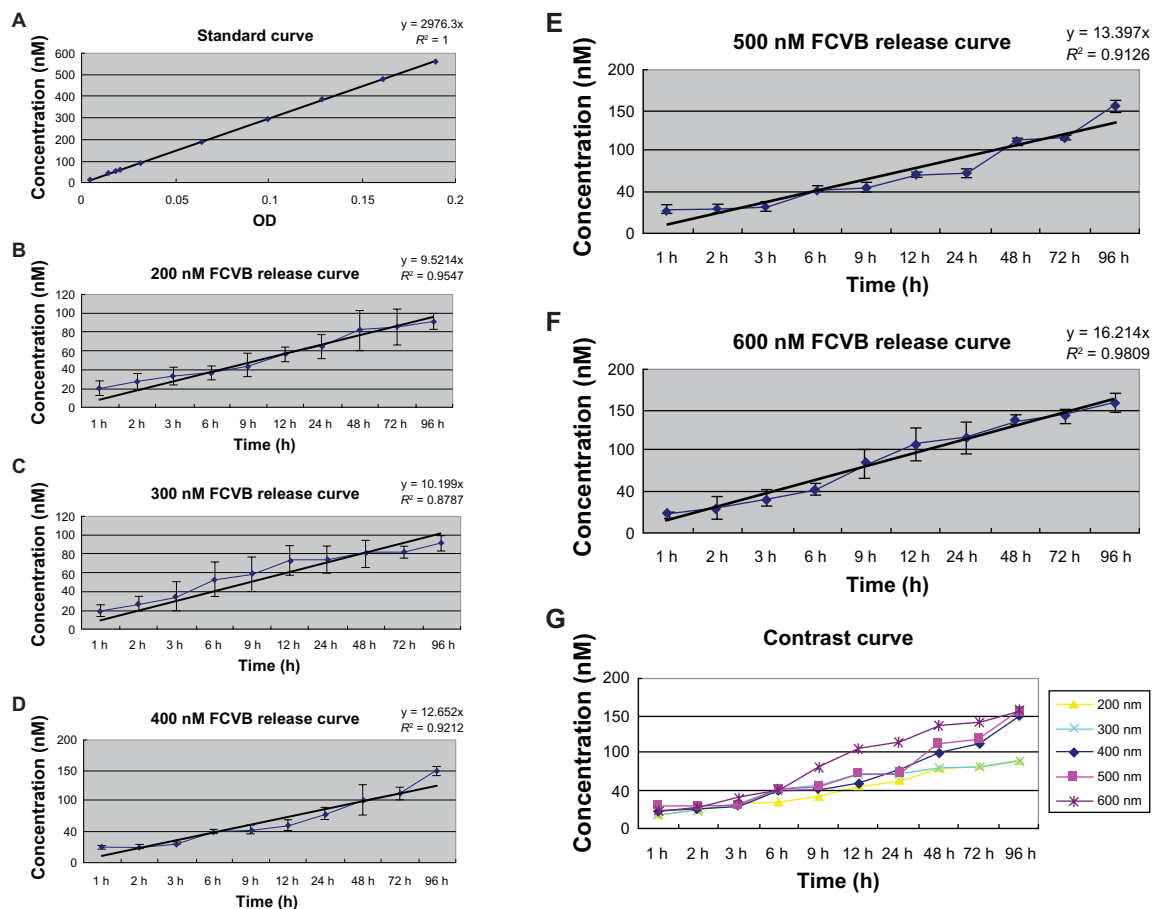 A
Standard curve
y = 2976.3x
R² = 1
Concentration (nM)
600
500
400
300
200
100
0
0 0.05 0.1 0.15 0.2
OD
B
200 nM FCVB release curve
y = 9.5214x
R² = 0.9547
Concentration (nM)
120
100
80
60
40
20
0
1 h 2 h 3 h 6 h 9 h 12 h 24 h 48 h 72 h 96 h
Time (h)
C
300 nM FCVB release curve
y = 10.199x
R² = 0.8787
Concentration (nM)
120
100
80
60
40
20
0
1 h 2 h 3 h 6 h 9 h 12 h 24 h 48 h 72 h 96 h
Time (h)
D
400 nM FCVB release curve
y = 12.652x
R² = 0.9212
Concentration (nM)
200
150
100
40
0
1 h 2 h 3 h 6 h 9 h 12 h 24 h 48 h 72 h 96 h
Time (h)
E
500 nM FCVB release curve
y = 13.397x
R² = 0.9126
Concentration (nM)
200
150
100
40
0
1 h 2 h 3 h 6 h 9 h 12 h 24 h 48 h 72 h 96 h
Time (h)
F
600 nM FCVB release curve
y = 16.214x
R² = 0.9809
Concentration (nM)
200
150
100
40
0
1 h 2 h 3 h 6 h 9 h 12 h 24 h 48 h 72 h 96 h
Time (h)
G
Contrast curve
Concentration (nM)
200
150
100
40
0
1 h 2 h 3 h 6 h 9 h 12 h 24 h 48 h 72 h 96 h
Time (h)
200 nm
300 nm
400 nm
500 nm
600 nm